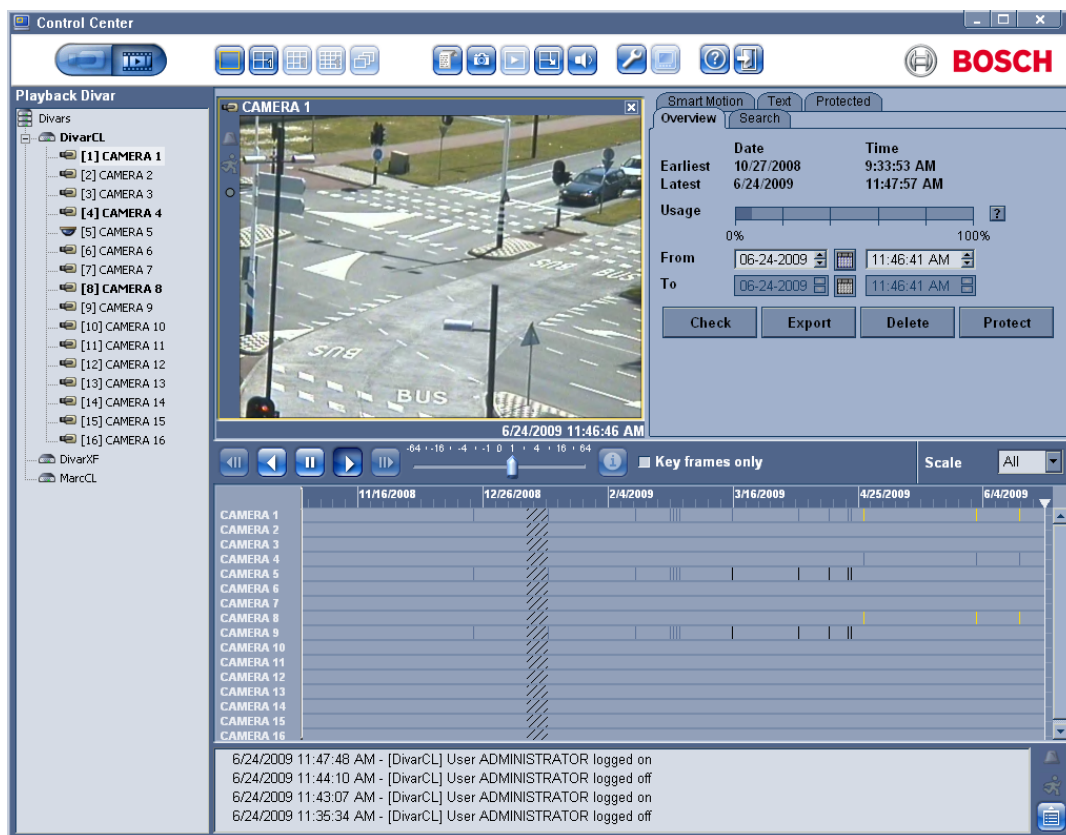 Control Center
BOSCH
Playback Divar
Divars
DivarCL
[1] CAMERA 1
[2] CAMERA 2
[3] CAMERA 3
[4] CAMERA 4
[5] CAMERA 5
[6] CAMERA 6
[7] CAMERA 7
[8] CAMERA 8
[9] CAMERA 9
[10] CAMERA 10
[11] CAMERA 11
[12] CAMERA 12
[13] CAMERA 13
[14] CAMERA 14
[15] CAMERA 15
[16] CAMERA 16
DivarXF
MarcCL
CAMERA 1
BUS
BUS
BUS
BUS
6/24/2009 11:46:46 AM
Smart Motion Text Protected
Overview Search
Date Time
Earliest 10/27/2008 9:33:53 AM
Latest 6/24/2009 11:47:57 AM
Usage ?
0% 100%
From 06-24-2009 11:46:41 AM
To 06-24-2009 11:46:41 AM
Check Export Delete Protect
-64 -16 -4 -1 0 1 4 16 64
Key frames only
Scale All
11/16/2008 12/26/2008 2/4/2009 3/16/2009 4/25/2009 6/4/2009
CAMERA 1
CAMERA 2
CAMERA 3
CAMERA 4
CAMERA 5
CAMERA 6
CAMERA 7
CAMERA 8
CAMERA 9
CAMERA 10
CAMERA 11
CAMERA 12
CAMERA 13
CAMERA 14
CAMERA 15
CAMERA 16
6/24/2009 11:47:48 AM - [DivarCL] User ADMINISTRATOR logged on
6/24/2009 11:44:10 AM - [DivarCL] User ADMINISTRATOR logged off
6/24/2009 11:43:07 AM - [DivarCL] User ADMINISTRATOR logged on
6/24/2009 11:35:34 AM - [DivarCL] User ADMINISTRATOR logged off